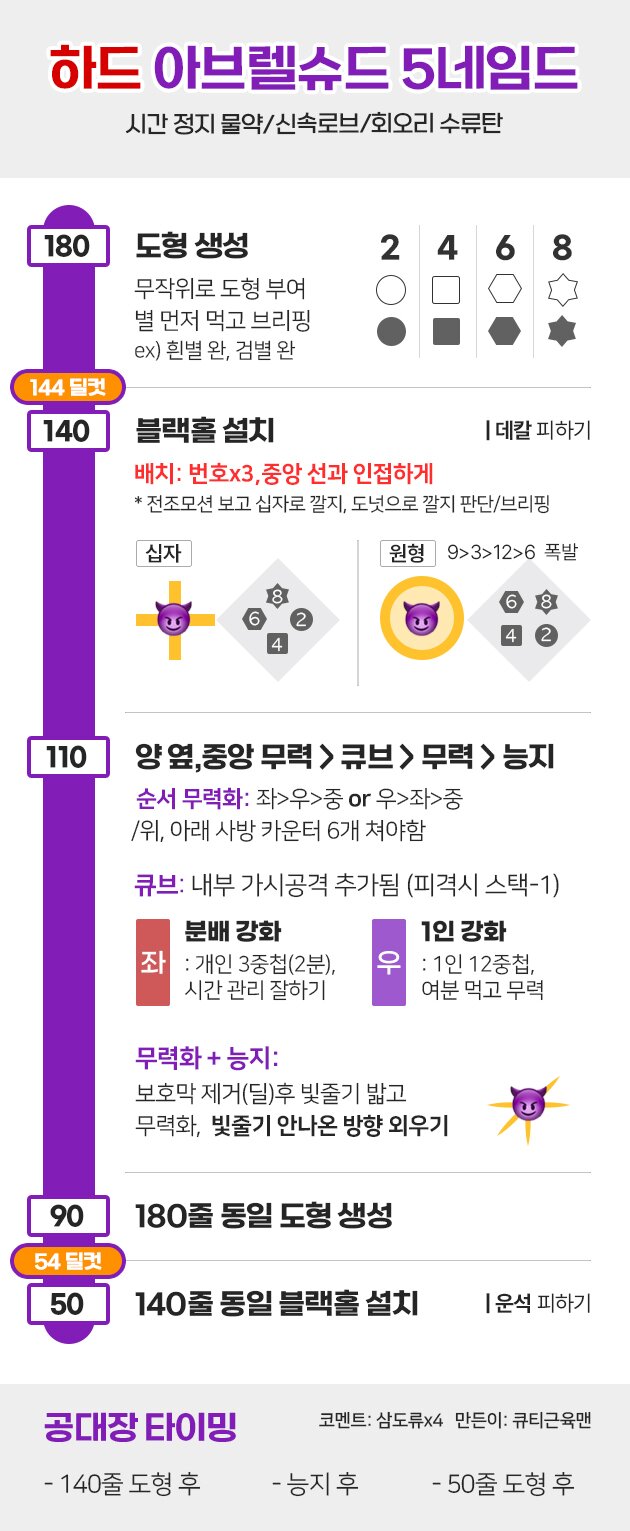 하드 아브렐슈드 5네임드
시간 정지 물약/신속로브/회오리 수류탄
180
도형 생성
2 4 6 8
무작위로 도형 부여
별 먼저 먹고 브리핑
ex) 흰별 완, 검별 완
144 딜컷
140
블랙홀 설치
| 데칼 피하기
배치: 번호x3,중앙 선과 인접하게
* 전조모션 보고 십자로 깔지, 도넛으로 깔지 판단/브리핑
십자
8
6 2
4
원형 9>3>12>6 폭발
6 8
4 2
110
양 옆,중앙 무력 > 큐브 > 무력 > 능지
순서 무력화: 좌>우>중 or 우>좌>중
/위, 아래 사방 카운터 6개 쳐야함
큐브: 내부 가시공격 추가됨 (피격시 스택-1)
좌
분배 강화
: 개인 3중첩(2분),
시간 관리 잘하기
우
1인 강화
: 1인 12중첩,
여분 먹고 무력
무력화 + 능지:
보호막 제거(딜)후 빛줄기 밟고
무력화, 빛줄기 안나온 방향 외우기
90
180줄 동일 도형 생성
54 딜컷
50
140줄 동일 블랙홀 설치
| 운석 피하기
공대장 타이밍
코멘트: 삼도류x4 만든이: 큐티근육맨
- 140줄 도형 후 - 능지 후 - 50줄 도형 후